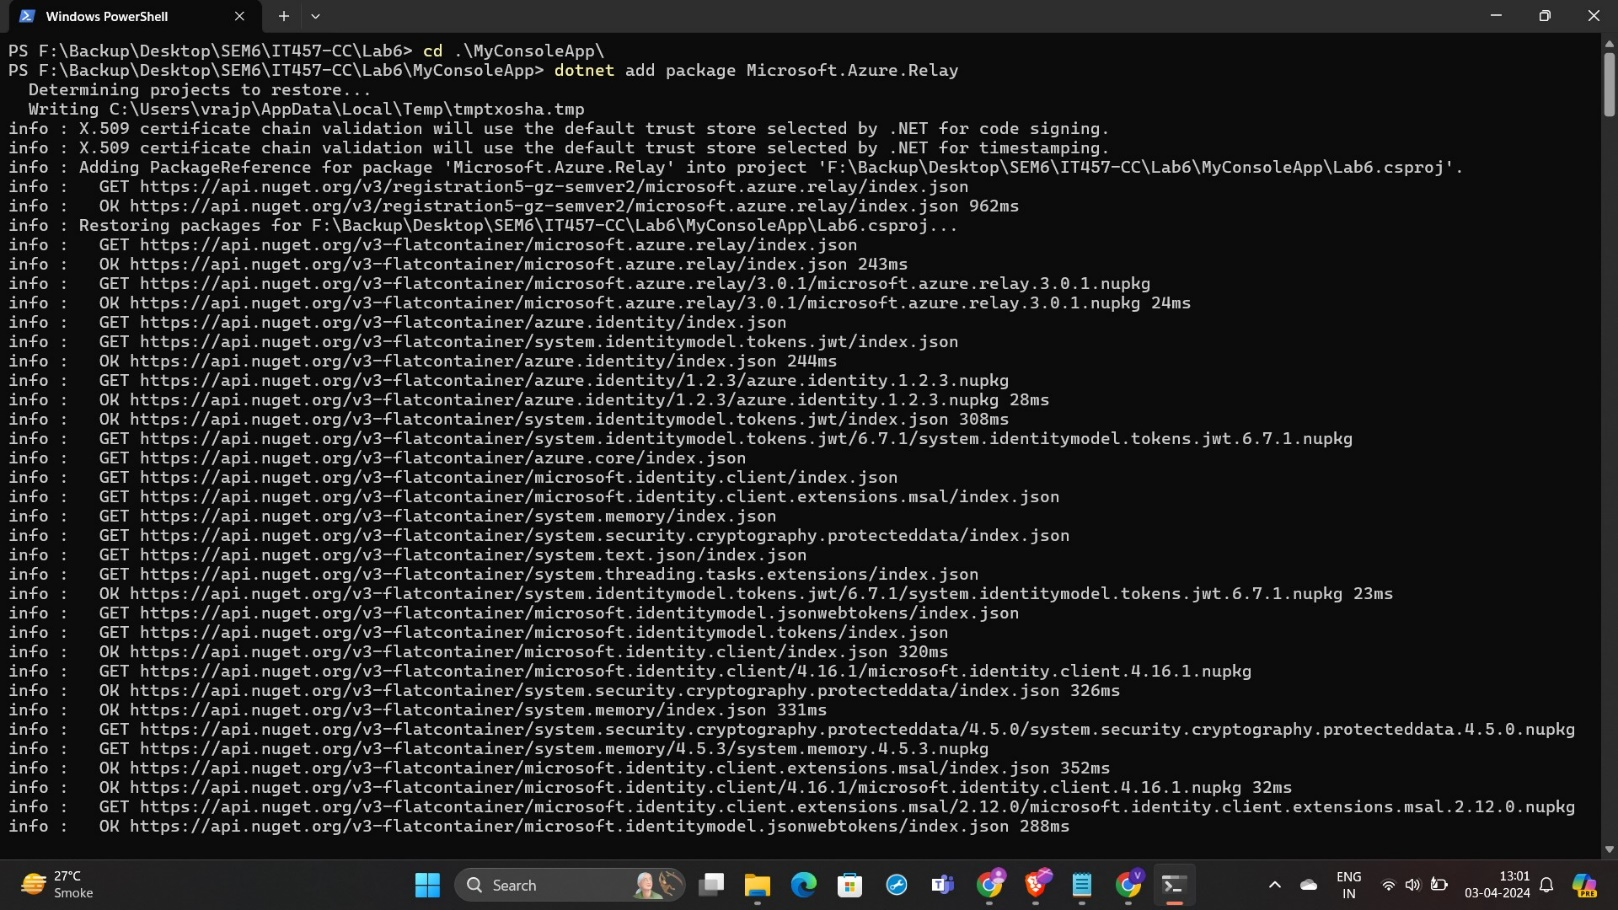 Windows PowerShell
PS F:\Backup\Desktop\SEM6\IT457-CC\Lab6> cd .\MyConsoleApp\
PS F:\Backup\Desktop\SEM6\IT457-CC\Lab6\MyConsoleApp> dotnet add package Microsoft.Azure.Relay
Determining projects to restore...
Writing C:\Users\vrajp\AppData\Local\Temp\tmptxosha.tmp
info : X.509 certificate chain validation will use the default trust store selected by .NET for code signing.
info : X.509 certificate chain validation will use the default trust store selected by .NET for timestamping.
info : Adding PackageReference for package 'Microsoft.Azure.Relay' into project 'F:\Backup\Desktop\SEM6\IT457-CC\Lab6\MyConsoleApp\Lab6.csproj'.
info :   GET https://api.nuget.org/v3/registration5-gz-semver2/microsoft.azure.relay/index.json
info :   OK https://api.nuget.org/v3/registration5-gz-semver2/microsoft.azure.relay/index.json 962ms
info : Restoring packages for F:\Backup\Desktop\SEM6\IT457-CC\Lab6\MyConsoleApp\Lab6.csproj...
info :   GET https://api.nuget.org/v3-flatcontainer/microsoft.azure.relay/index.json
info :   OK https://api.nuget.org/v3-flatcontainer/microsoft.azure.relay/index.json 243ms
info :   GET https://api.nuget.org/v3-flatcontainer/microsoft.azure.relay/3.0.1/microsoft.azure.relay.3.0.1.nupkg
info :   OK https://api.nuget.org/v3-flatcontainer/microsoft.azure.relay/3.0.1/microsoft.azure.relay.3.0.1.nupkg 24ms
info :   GET https://api.nuget.org/v3-flatcontainer/azure.identity/index.json
info :   GET https://api.nuget.org/v3-flatcontainer/system.identitymodel.tokens.jwt/index.json
info :   OK https://api.nuget.org/v3-flatcontainer/azure.identity/index.json 244ms
info :   GET https://api.nuget.org/v3-flatcontainer/azure.identity/1.2.3/azure.identity.1.2.3.nupkg
info :   OK https://api.nuget.org/v3-flatcontainer/azure.identity/1.2.3/azure.identity.1.2.3.nupkg 28ms
info :   OK https://api.nuget.org/v3-flatcontainer/system.identitymodel.tokens.jwt/index.json 308ms
info :   GET https://api.nuget.org/v3-flatcontainer/system.identitymodel.tokens.jwt/6.7.1/system.identitymodel.tokens.jwt.6.7.1.nupkg
info :   GET https://api.nuget.org/v3-flatcontainer/azure.core/index.json
info :   GET https://api.nuget.org/v3-flatcontainer/microsoft.identity.client/index.json
info :   GET https://api.nuget.org/v3-flatcontainer/microsoft.identity.client.extensions.msal/index.json
info :   GET https://api.nuget.org/v3-flatcontainer/system.memory/index.json
info :   GET https://api.nuget.org/v3-flatcontainer/system.security.cryptography.protecteddata/index.json
info :   GET https://api.nuget.org/v3-flatcontainer/system.text.json/index.json
info :   GET https://api.nuget.org/v3-flatcontainer/system.threading.tasks.extensions/index.json
info :   OK https://api.nuget.org/v3-flatcontainer/system.identitymodel.tokens.jwt/6.7.1/system.identitymodel.tokens.jwt.6.7.1.nupkg 23ms
info :   GET https://api.nuget.org/v3-flatcontainer/microsoft.identitymodel.jsonwebtokens/index.json
info :   GET https://api.nuget.org/v3-flatcontainer/microsoft.identitymodel.tokens/index.json
info :   OK https://api.nuget.org/v3-flatcontainer/microsoft.identity.client/index.json 320ms
info :   GET https://api.nuget.org/v3-flatcontainer/microsoft.identity.client/4.16.1/microsoft.identity.client.4.16.1.nupkg
info :   OK https://api.nuget.org/v3-flatcontainer/system.security.cryptography.protecteddata/index.json 326ms
info :   OK https://api.nuget.org/v3-flatcontainer/system.memory/index.json 331ms
info :   GET https://api.nuget.org/v3-flatcontainer/system.security.cryptography.protecteddata/4.5.0/system.security.cryptography.protecteddata.4.5.0.nupkg
info :   GET https://api.nuget.org/v3-flatcontainer/system.memory/4.5.3/system.memory.4.5.3.nupkg
info :   OK https://api.nuget.org/v3-flatcontainer/microsoft.identity.client.extensions.msal/index.json 352ms
info :   OK https://api.nuget.org/v3-flatcontainer/microsoft.identity.client/4.16.1/microsoft.identity.client.4.16.1.nupkg 32ms
info :   GET https://api.nuget.org/v3-flatcontainer/microsoft.identity.client.extensions.msal/2.12.0/microsoft.identity.client.extensions.msal.2.12.0.nupkg
info :   OK https://api.nuget.org/v3-flatcontainer/microsoft.identitymodel.jsonwebtokens/index.json 288ms
27°C
Smoke
Search
ENG
IN
13:01
03-04-2024
PRE